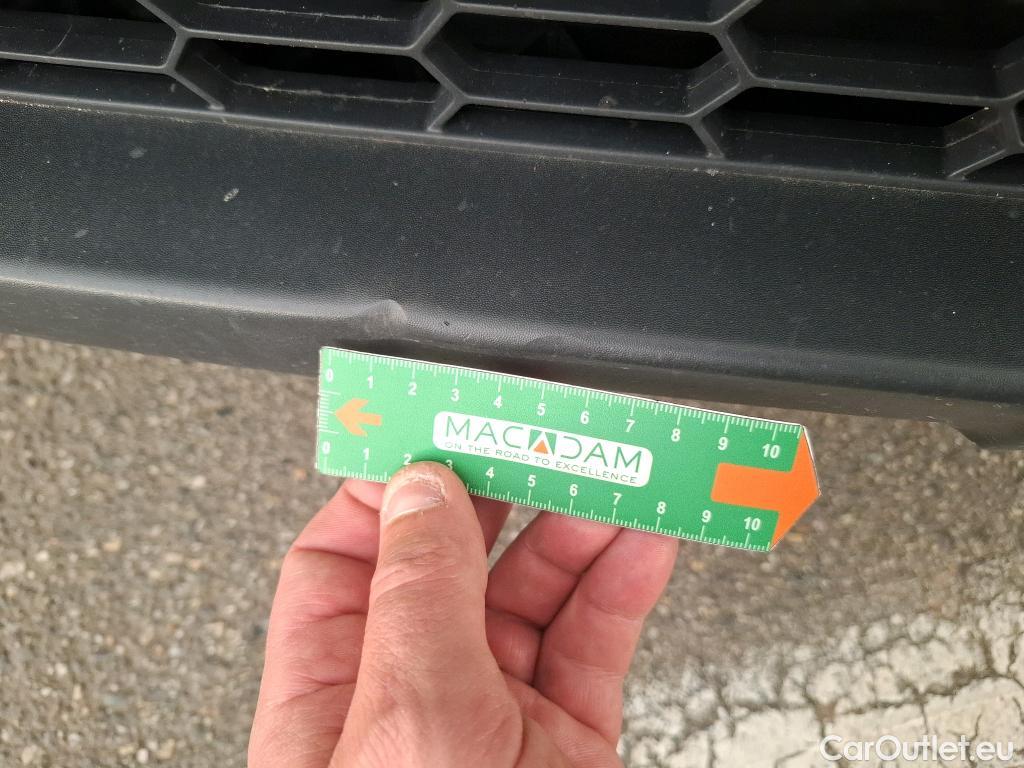 0 1 2 3 4 5 6 7 8 9 10
MACADAM
ON THE ROAD TO EXCELLENCE
0 1 2 3 4 5 6 7 8 9 10
CarOutlet.eu